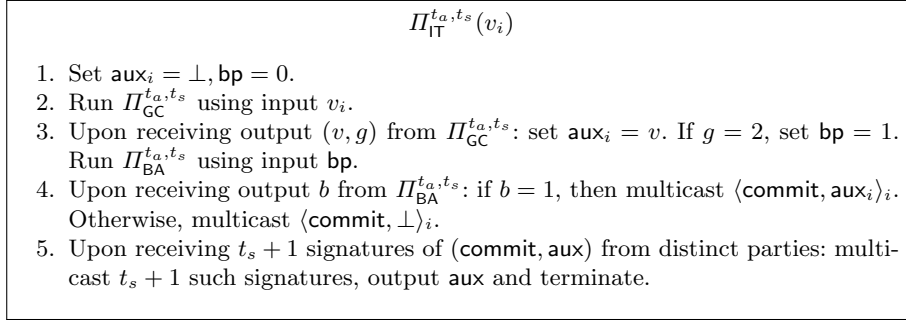 Π_IT^{t_a,t_s}(v_i)
1. Set aux_i = ⊥, bp = 0.
2. Run Π_GC^{t_a,t_s} using input v_i.
3. Upon receiving output (v, g) from Π_GC^{t_a,t_s}: set aux_i = v. If g = 2, set bp = 1.
Run Π_BA^{t_a,t_s} using input bp.
4. Upon receiving output b from Π_BA^{t_a,t_s}: if b = 1, then multicast ⟨commit, aux_i⟩_i.
Otherwise, multicast ⟨commit, ⊥⟩_i.
5. Upon receiving t_s + 1 signatures of (commit, aux) from distinct parties: multi-
cast t_s + 1 such signatures, output aux and terminate.